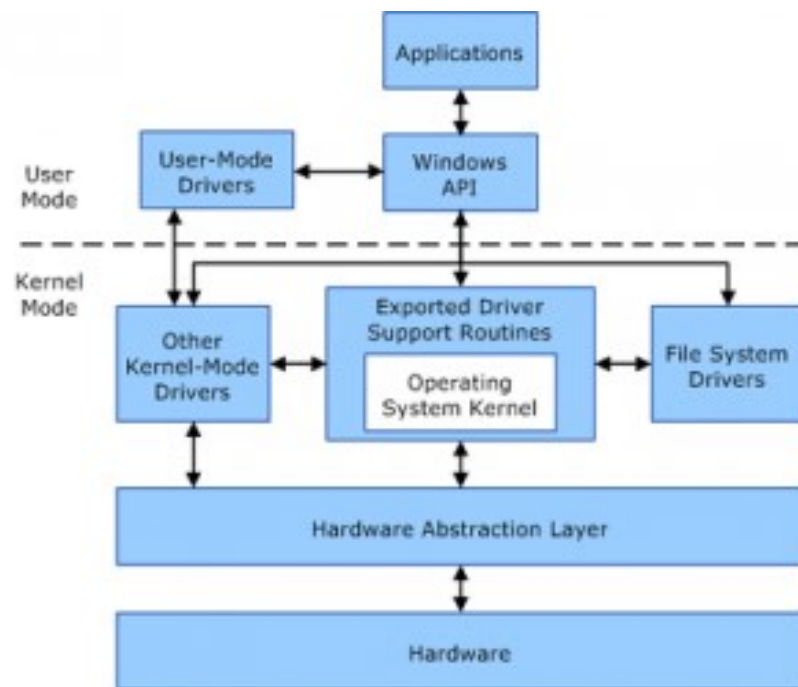 Applications
User-Mode
Drivers
Windows
API
User
Mode
Kernel
Mode
Other
Kernel-Mode
Drivers
Exported Driver
Support Routines
Operating
System Kernel
File System
Drivers
Hardware Abstraction Layer
Hardware